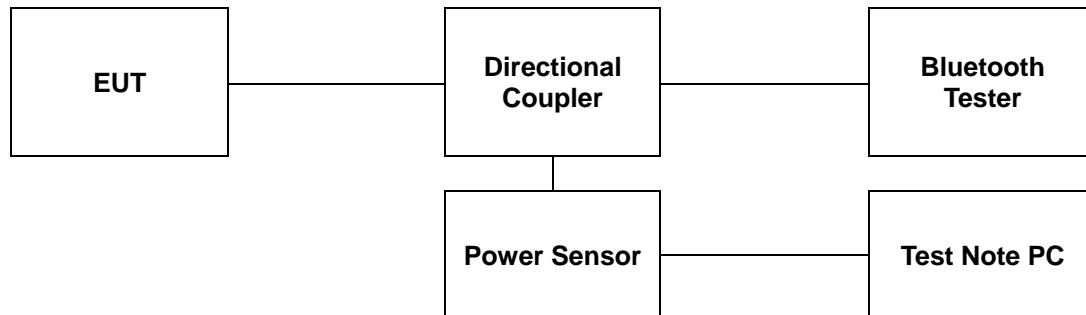 EUT
Directional
Coupler
Bluetooth
Tester
Power Sensor
Test Note PC